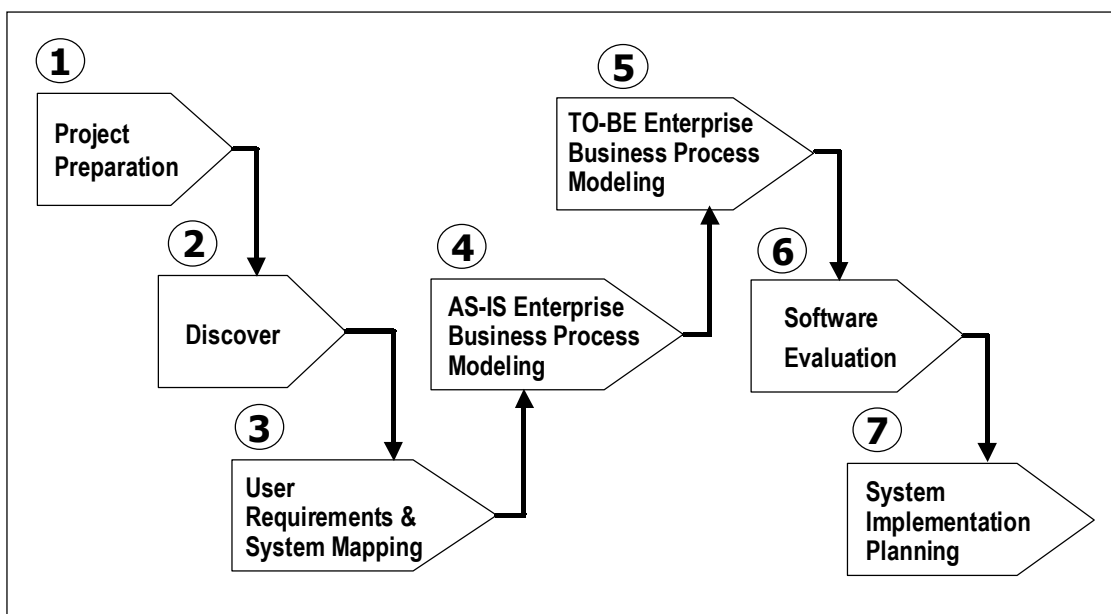 1
Project
Preparation
2
Discover
3
User
Requirements &
System Mapping
4
AS-IS Enterprise
Business Process
Modeling
5
TO-BE Enterprise
Business Process
Modeling
6
Software
Evaluation
7
System
Implementation
Planning